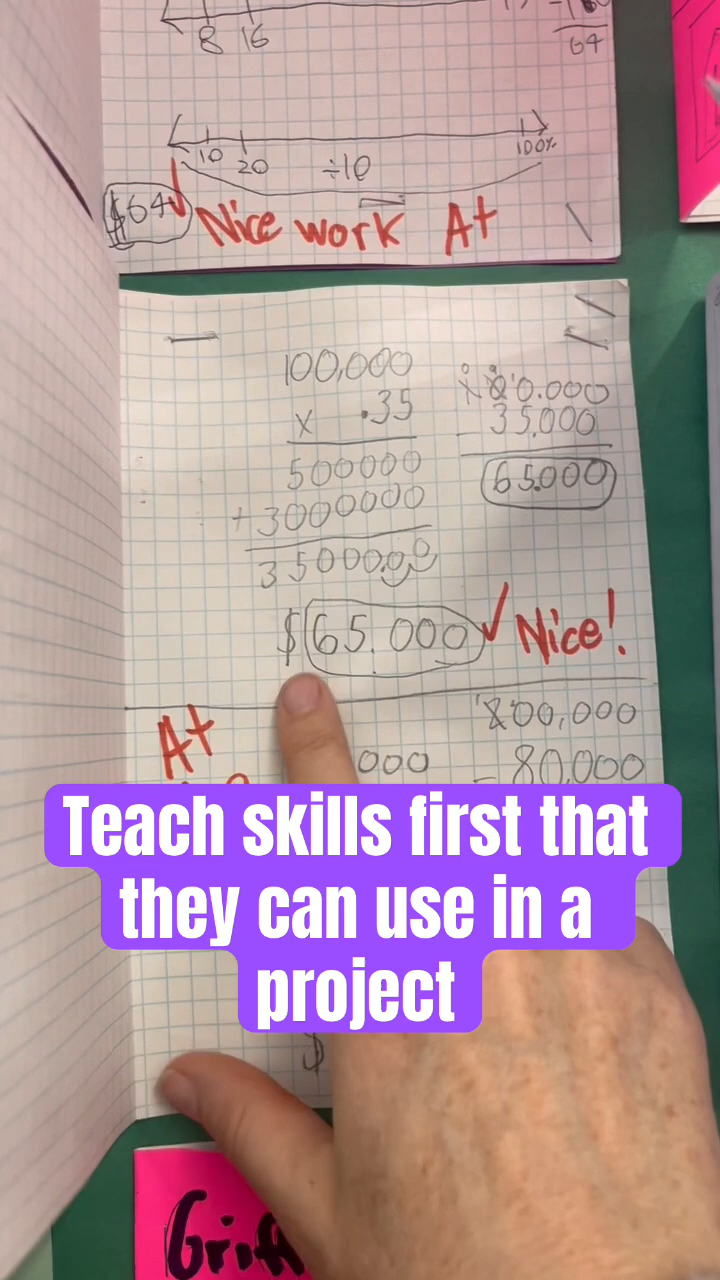 8 16
64
10 20 ÷10 100%
$64 ✓ Nice work A+
100,000
x .35
500000
+3000000
35000.00
100.000
- 35.000
65.000
$65.000 ✓ Nice!
A+
000
800,000
- 80.000
Teach skills first that
they can use in a
project
$